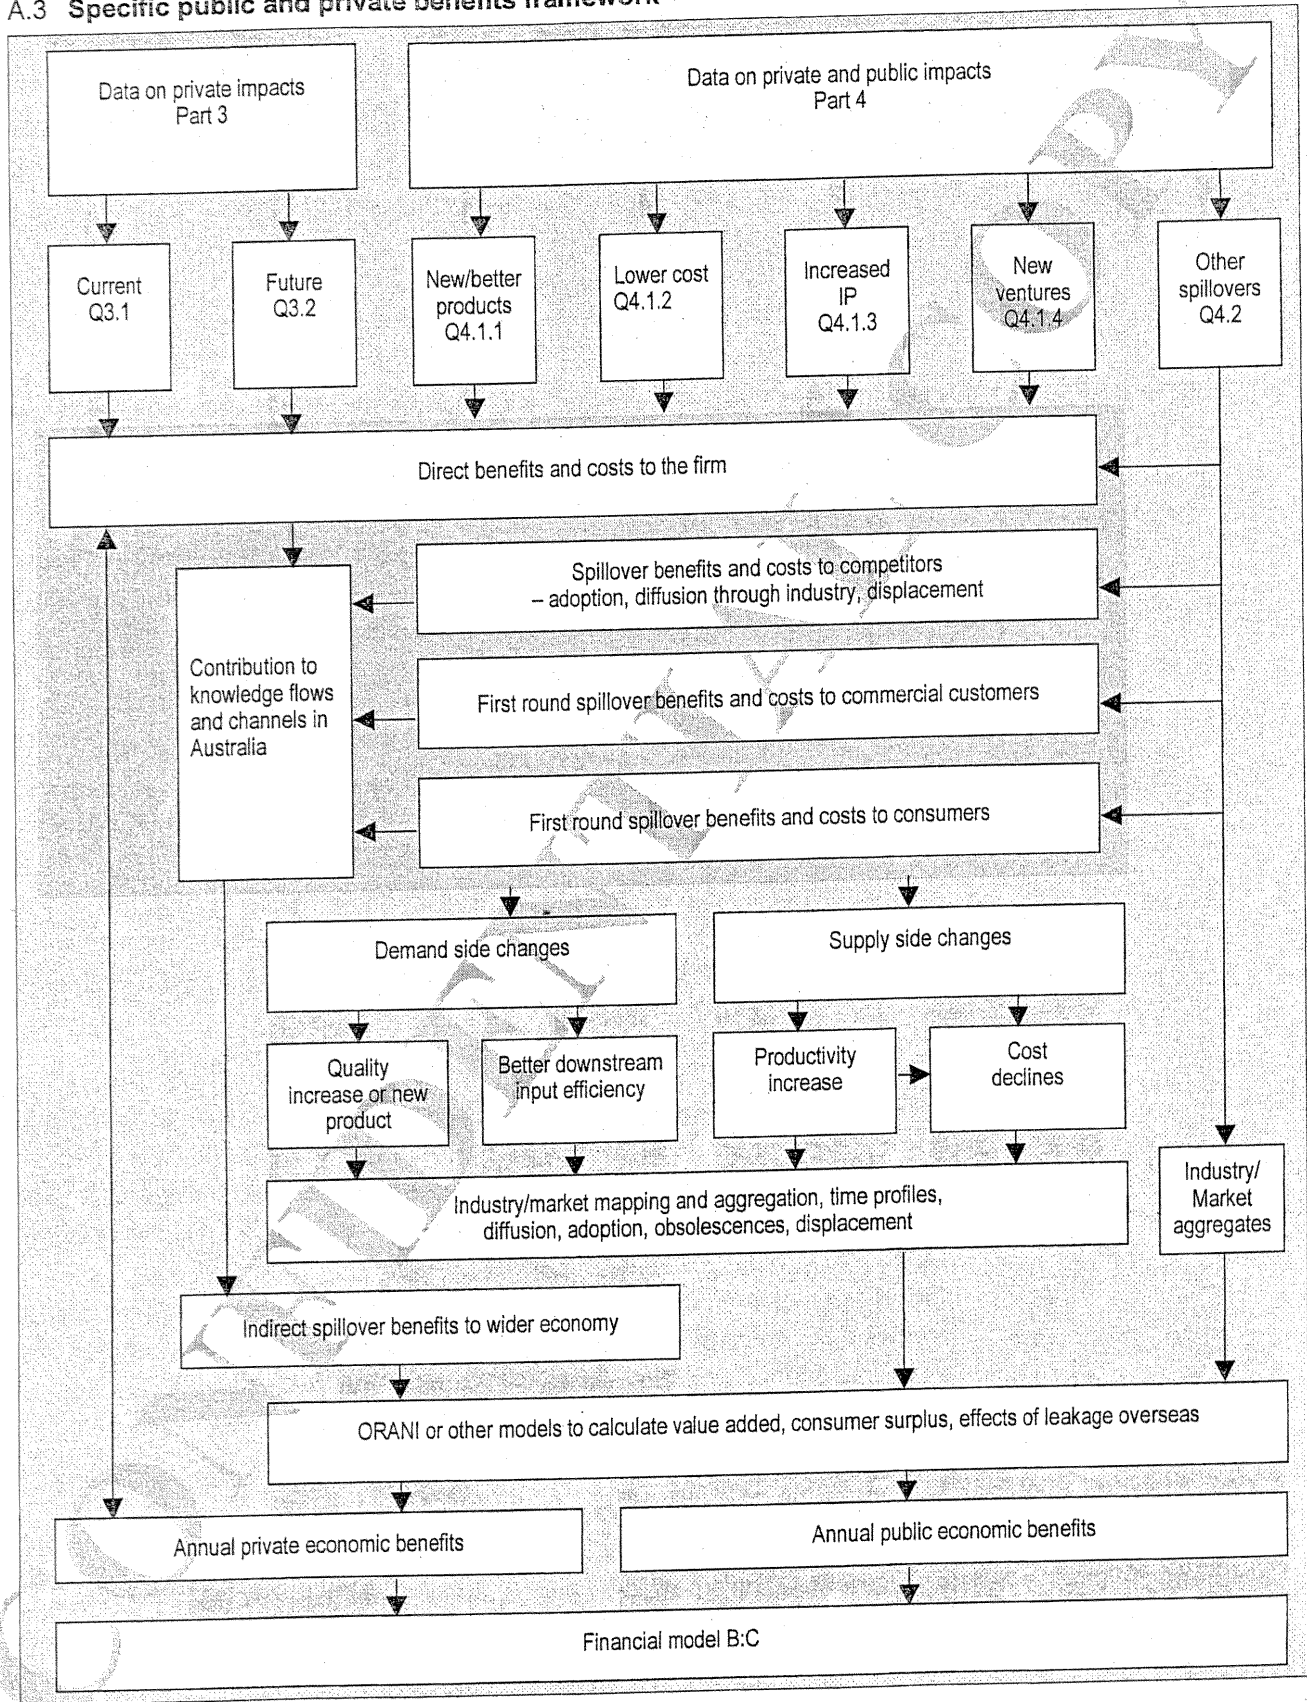 A.3 Specific public and private benefits framework
Data on private impacts
Part 3
Data on private and public impacts
Part 4
Current
Q3.1
Future
Q3.2
New/better
products
Q4.1.1
Lower cost
Q4.1.2
Increased
IP
Q4.1.3
New
ventures
Q4.1.4
Other
spillovers
Q4.2
Direct benefits and costs to the firm
Spillover benefits and costs to competitors
– adoption, diffusion through industry, displacement
Contribution to
knowledge flows
and channels in
Australia
First round spillover benefits and costs to commercial customers
First round spillover benefits and costs to consumers
Demand side changes
Supply side changes
Quality
increase or new
product
Better downstream
input efficiency
Productivity
increase
Cost
declines
Industry/market mapping and aggregation, time profiles,
diffusion, adoption, obsolescences, displacement
Industry/
Market
aggregates
Indirect spillover benefits to wider economy
ORANI or other models to calculate value added, consumer surplus, effects of leakage overseas
Annual private economic benefits
Annual public economic benefits
Financial model B:C
CONFIDENTIAL COPY